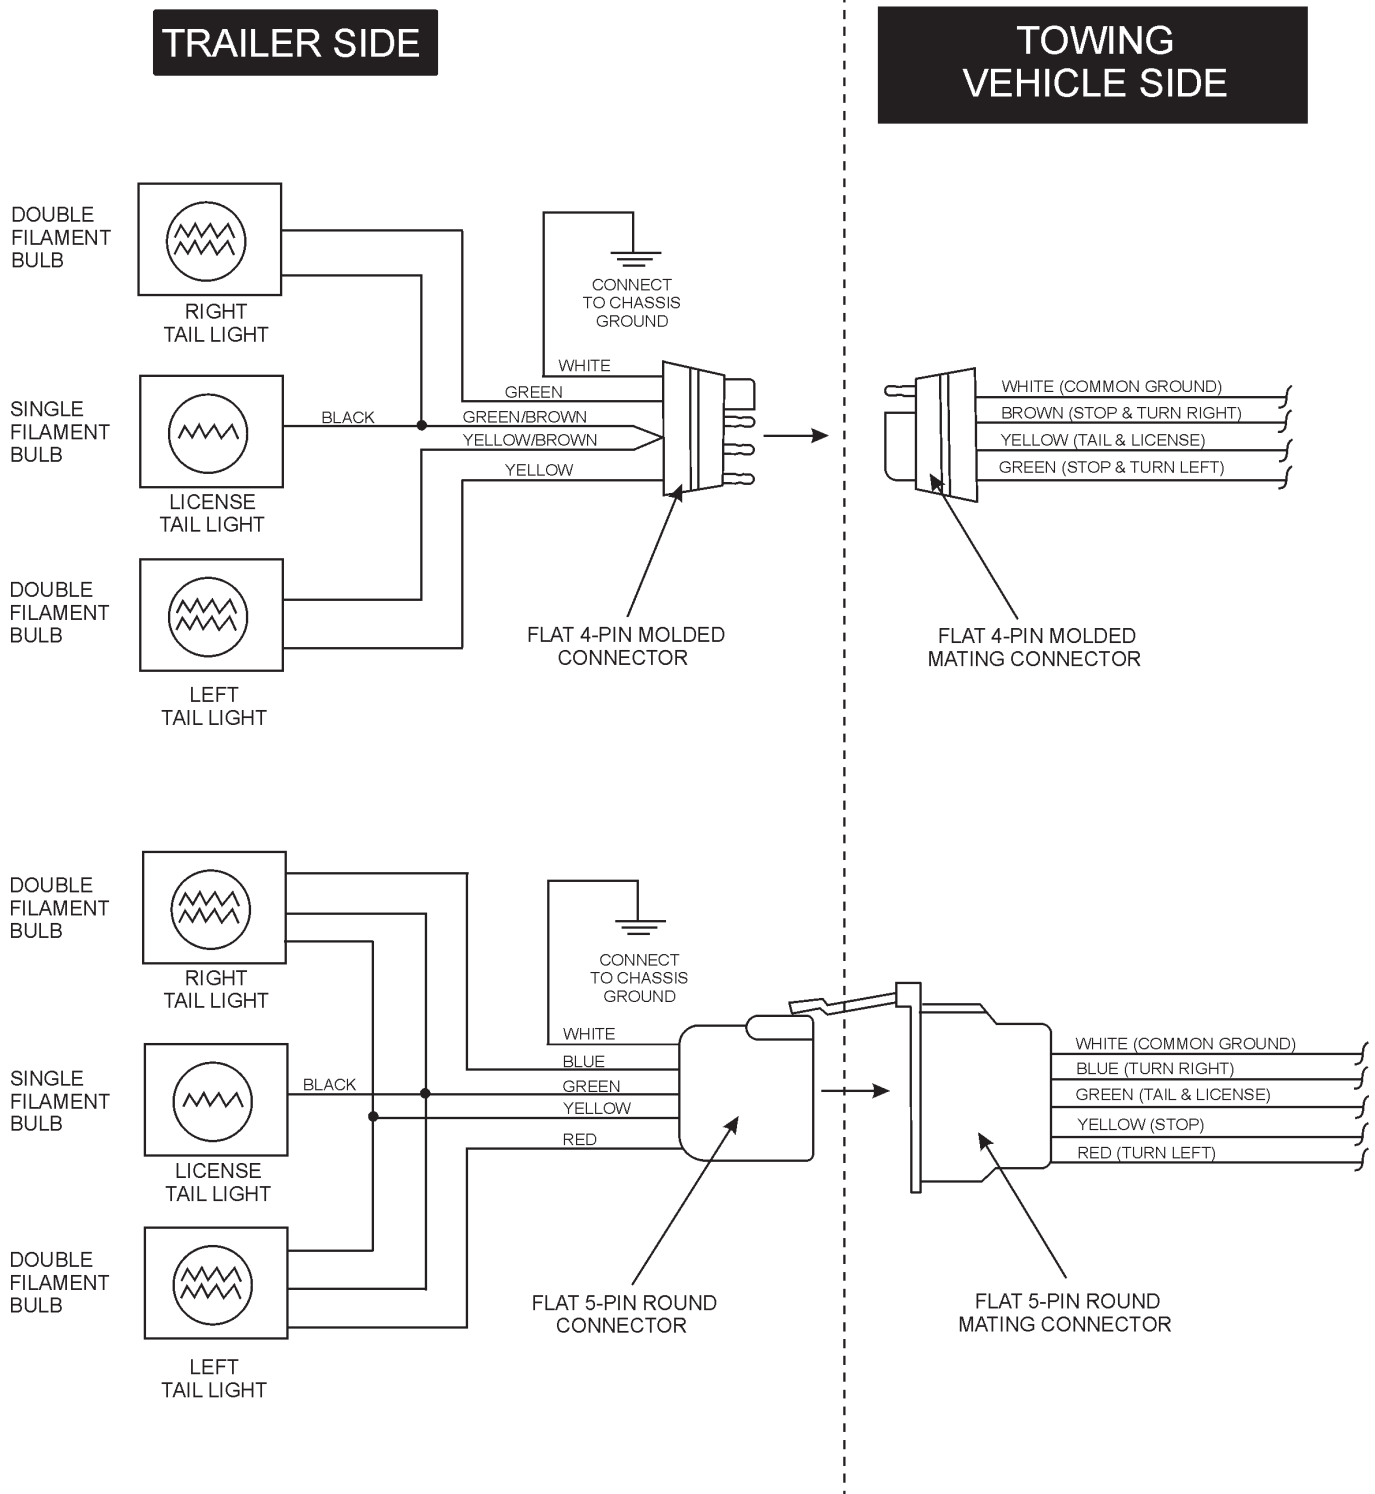 TRAILER SIDE
TOWING
VEHICLE SIDE
DOUBLE
FILAMENT
BULB
RIGHT
TAIL LIGHT
CONNECT
TO CHASSIS
GROUND
SINGLE
FILAMENT
BULB
BLACK
LICENSE
TAIL LIGHT
WHITE
GREEN
GREEN/BROWN
YELLOW/BROWN
YELLOW
WHITE (COMMON GROUND)
BROWN (STOP & TURN RIGHT)
YELLOW (TAIL & LICENSE)
GREEN (STOP & TURN LEFT)
DOUBLE
FILAMENT
BULB
LEFT
TAIL LIGHT
FLAT 4-PIN MOLDED
CONNECTOR
FLAT 4-PIN MOLDED
MATING CONNECTOR
DOUBLE
FILAMENT
BULB
RIGHT
TAIL LIGHT
CONNECT
TO CHASSIS
GROUND
SINGLE
FILAMENT
BULB
BLACK
LICENSE
TAIL LIGHT
WHITE
BLUE
GREEN
YELLOW
RED
WHITE (COMMON GROUND)
BLUE (TURN RIGHT)
GREEN (TAIL & LICENSE)
YELLOW (STOP)
RED (TURN LEFT)
DOUBLE
FILAMENT
BULB
LEFT
TAIL LIGHT
FLAT 5-PIN ROUND
CONNECTOR
FLAT 5-PIN ROUND
MATING CONNECTOR